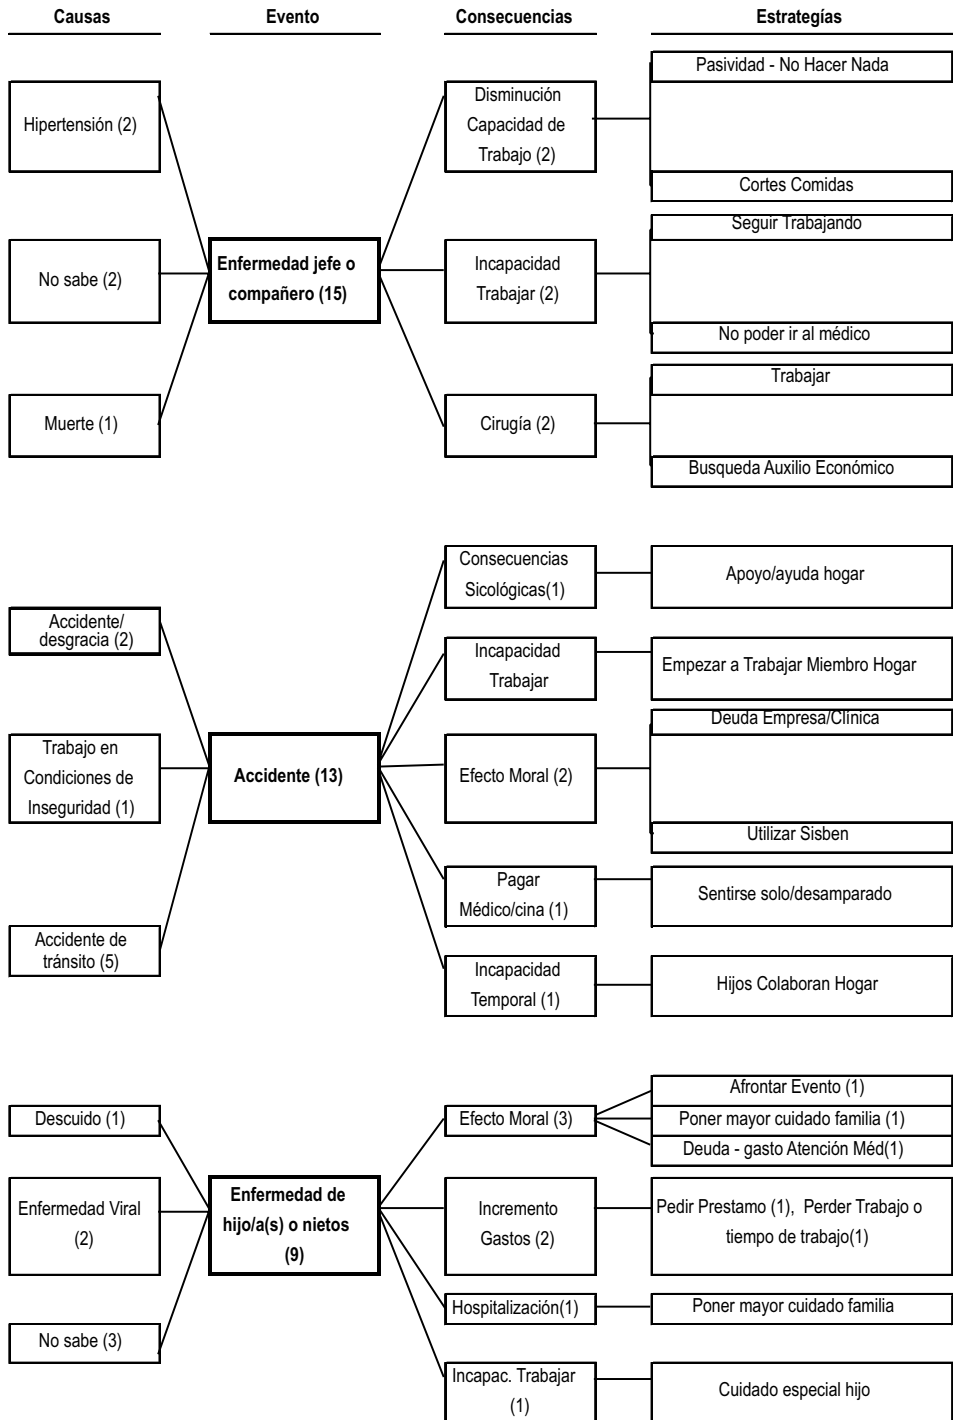 Causas
Evento
Consecuencias
Estrategías
Hipertensión (2)
No sabe (2)
Muerte (1)
Enfermedad jefe o
compañero (15)
Disminución
Capacidad de
Trabajo (2)
Incapacidad
Trabajar (2)
Cirugía (2)
Pasividad - No Hacer Nada
Cortes Comidas
Seguir Trabajando
No poder ir al médico
Trabajar
Busqueda Auxilio Económico
Accidente/
desgracia (2)
Trabajo en
Condiciones de
Inseguridad (1)
Accidente de
tránsito (5)
Accidente (13)
Consecuencias
Sicológicas(1)
Incapacidad
Trabajar
Efecto Moral (2)
Pagar
Médico/cina (1)
Incapacidad
Temporal (1)
Apoyo/ayuda hogar
Empezar a Trabajar Miembro Hogar
Deuda Empresa/Clínica
Utilizar Sisben
Sentirse solo/desamparado
Hijos Colaboran Hogar
Descuido (1)
Enfermedad Viral
(2)
No sabe (3)
Enfermedad de
hijo/a(s) o nietos
(9)
Efecto Moral (3)
Incremento
Gastos (2)
Hospitalización(1)
Incapac. Trabajar
(1)
Afrontar Evento (1)
Poner mayor cuidado familia (1)
Deuda - gasto Atención Méd(1)
Pedir Prestamo (1), Perder Trabajo o
tiempo de trabajo(1)
Poner mayor cuidado familia
Cuidado especial hijo